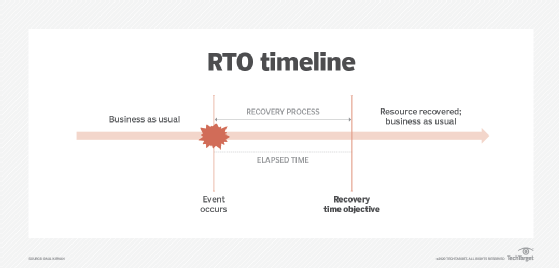 RTO timeline
Business as usual
RECOVERY PROCESS
Resource recovered;
business as usual
ELAPSED TIME
Event
occurs
Recovery
time objective
TechTarget